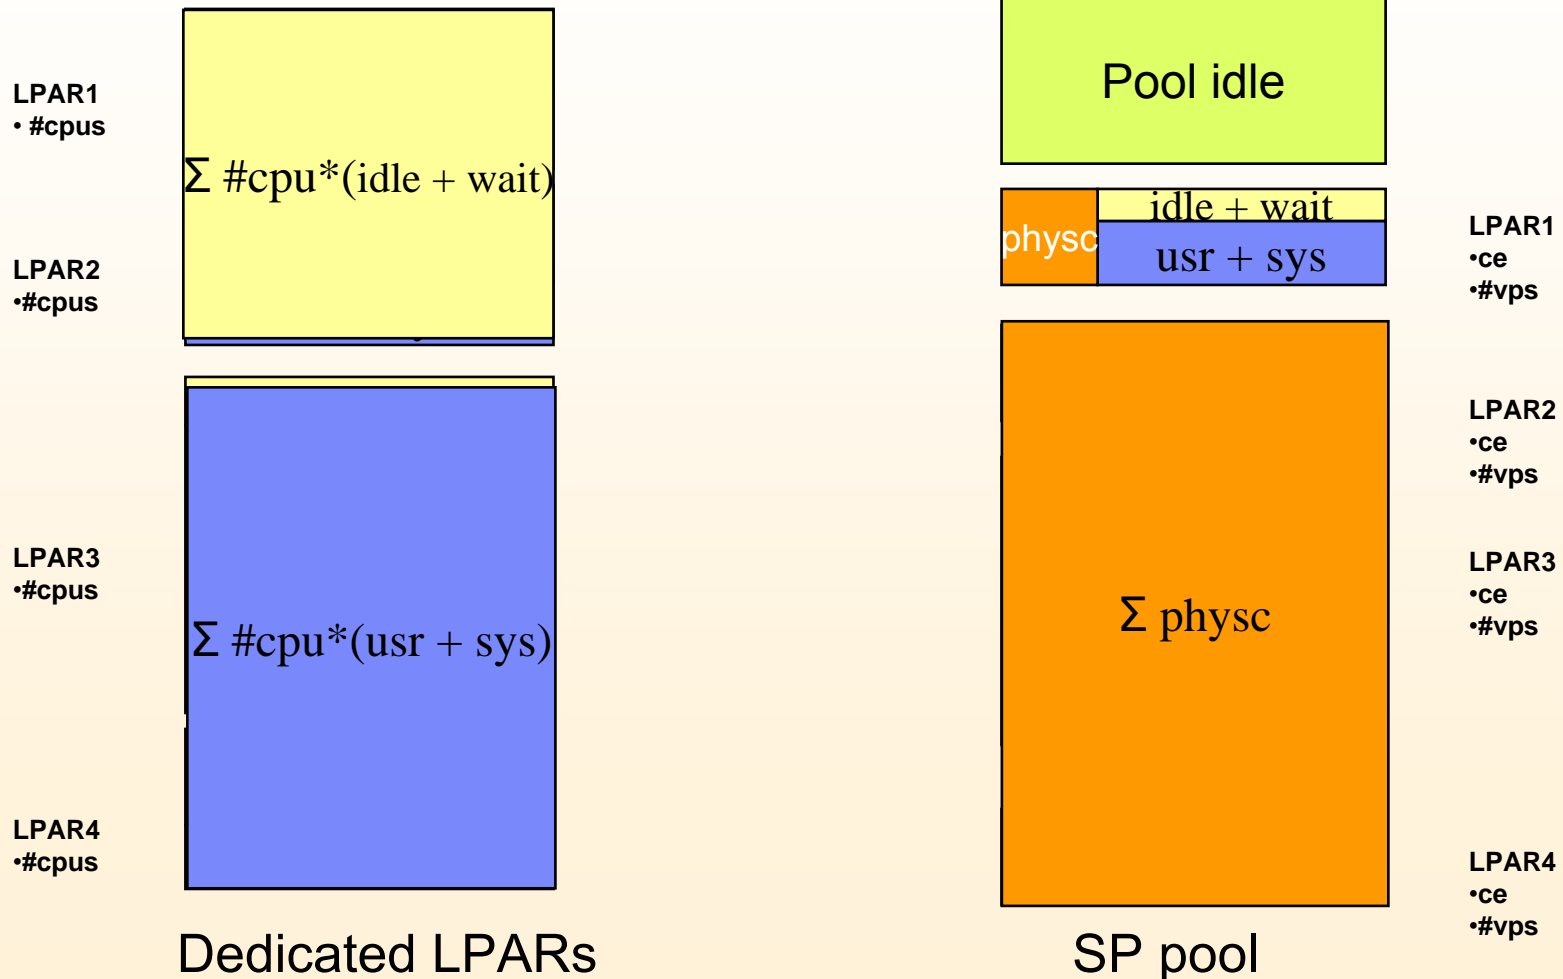 LPAR1
• #cpus
LPAR2
•#cpus
LPAR3
•#cpus
LPAR4
•#cpus
Σ #cpu*(idle + wait)
Σ #cpu*(usr + sys)
Dedicated LPARs
Pool idle
physc
idle + wait
usr + sys
Σ physc
SP pool
LPAR1
•ce
•#vps
LPAR2
•ce
•#vps
LPAR3
•ce
•#vps
LPAR4
•ce
•#vps